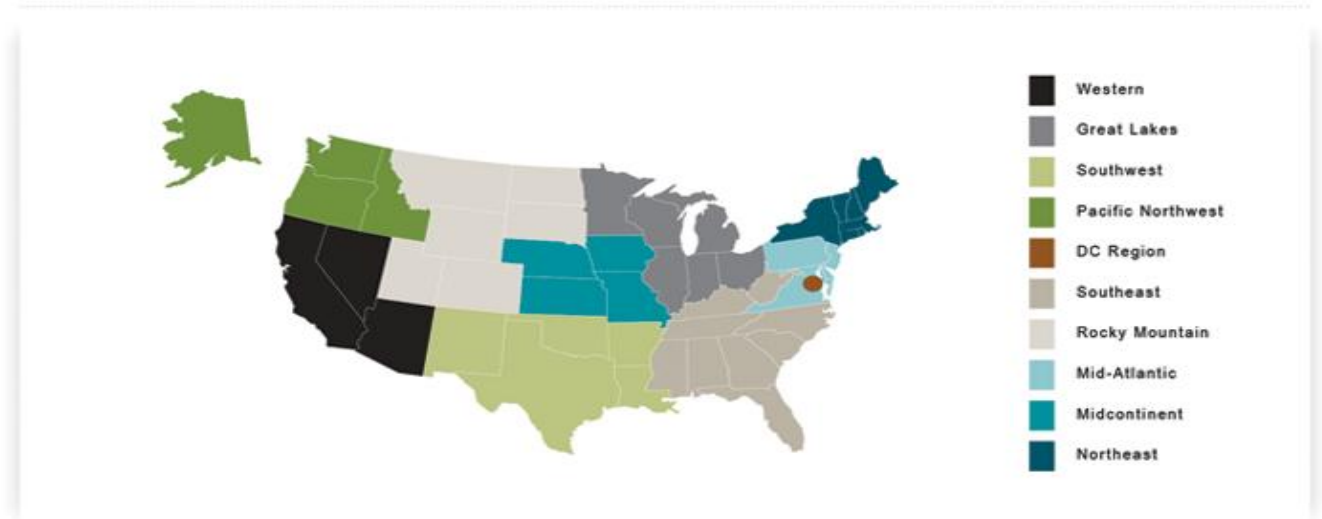 Western
Great Lakes
Southwest
Pacific Northwest
DC Region
Southeast
Rocky Mountain
Mid-Atlantic
Midcontinent
Northeast